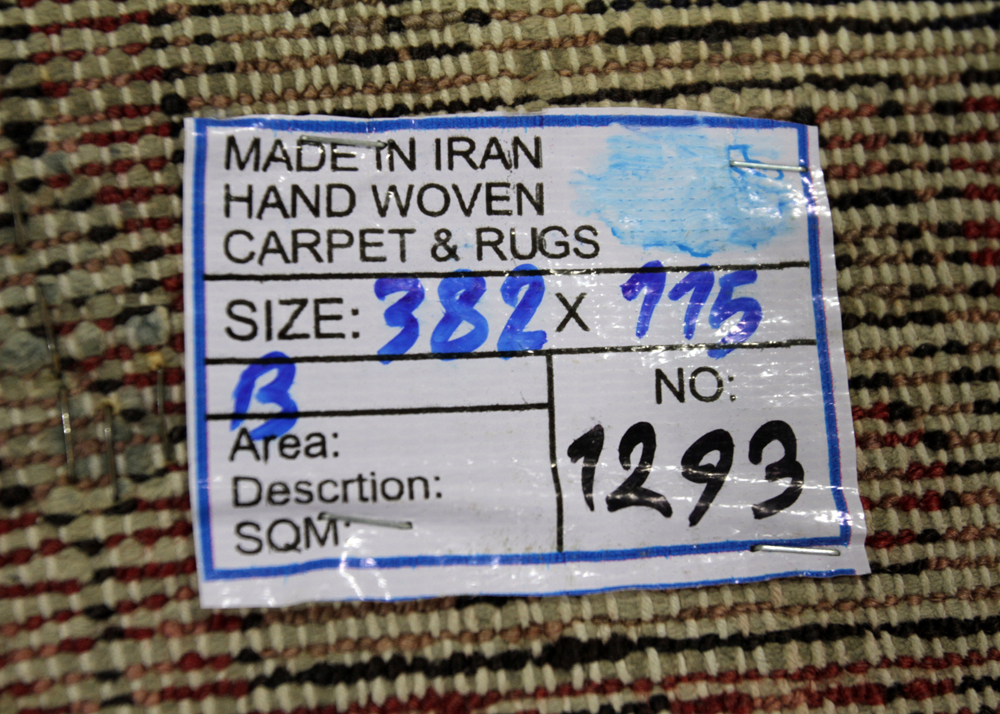 MADE IN IRAN
HAND WOVEN
CARPET & RUGS
SIZE: 382 X 115
B
NO:
1293
Area:
Descrtion:
SQM: